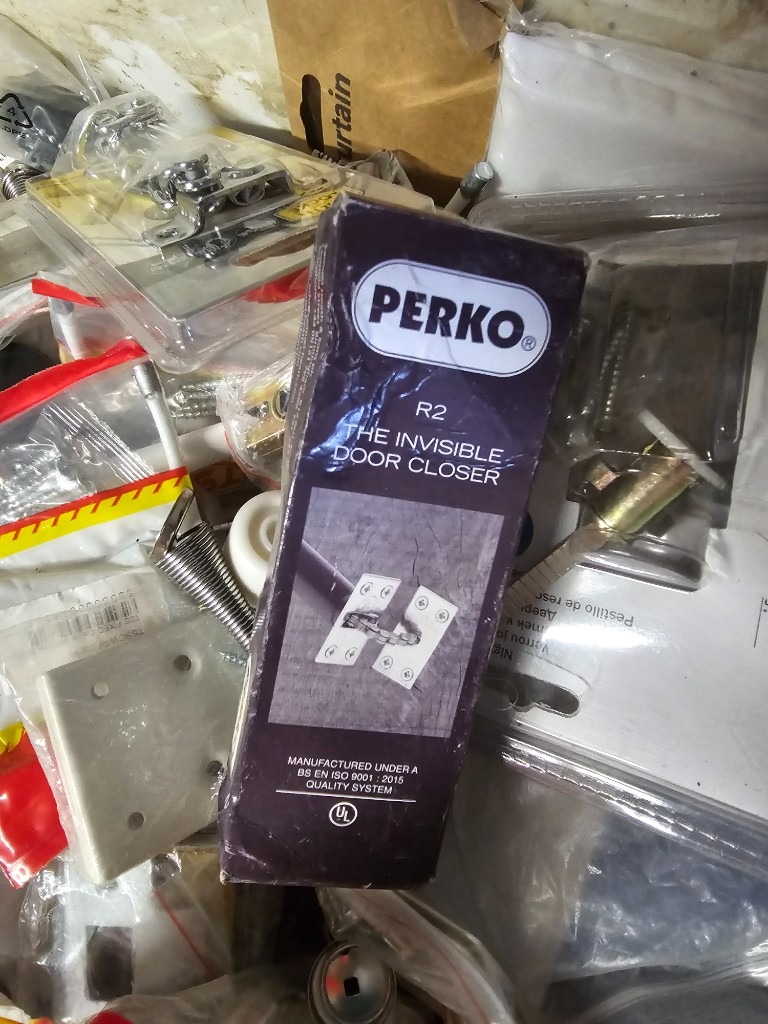 urtain
PERKO®
R2
THE INVISIBLE
DOOR CLOSER
MANUFACTURED UNDER A
BS EN ISO 9001 : 2015
QUALITY SYSTEM
UL
Pestillo de